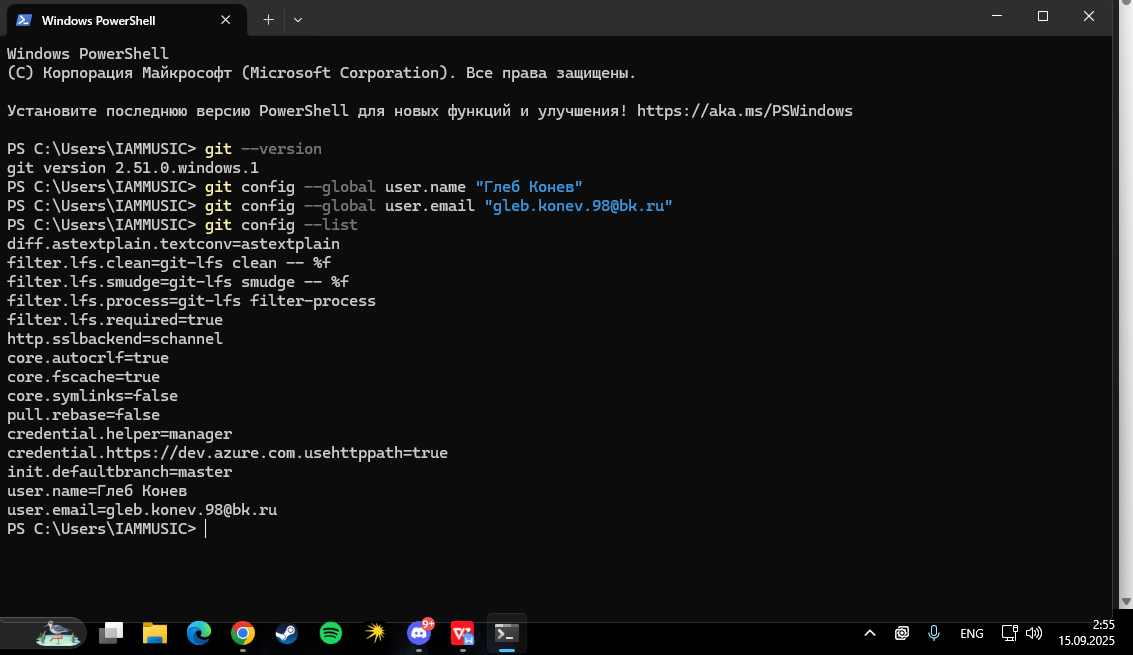 Windows PowerShell
Windows PowerShell
(C) Корпорация Майкрософт (Microsoft Corporation). Все права защищены.
Установите последнюю версию PowerShell для новых функций и улучшения! https://aka.ms/PSWindows
PS C:\Users\IAMMUSIC> git --version
git version 2.51.0.windows.1
PS C:\Users\IAMMUSIC> git config --global user.name "Глеб Конев"
PS C:\Users\IAMMUSIC> git config --global user.email "gleb.konev.98@bk.ru"
PS C:\Users\IAMMUSIC> git config --list
diff.astextplain.textconv=astextplain
filter.lfs.clean=git-lfs clean -- %f
filter.lfs.smudge=git-lfs smudge -- %f
filter.lfs.process=git-lfs filter-process
filter.lfs.required=true
http.sslbackend=schannel
core.autocrlf=true
core.fscache=true
core.symlinks=false
pull.rebase=false
credential.helper=manager
credential.https://dev.azure.com.usehttppath=true
init.defaultbranch=master
user.name=Глеб Конев
user.email=gleb.konev.98@bk.ru
PS C:\Users\IAMMUSIC>
9+
ENG
2:55
15.09.2025